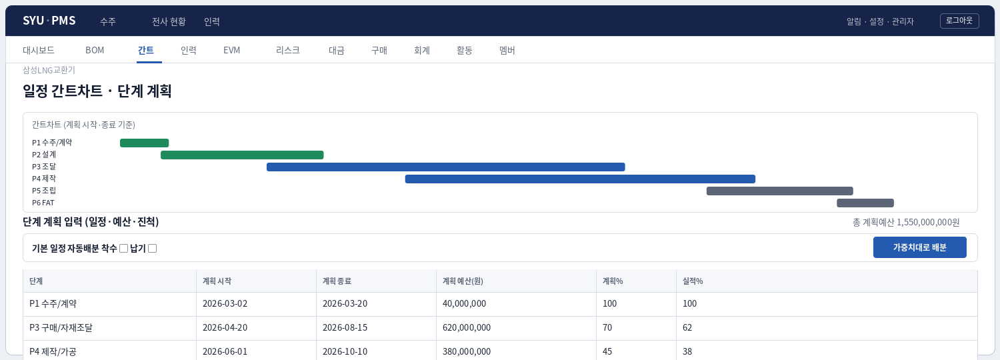 SYU·PMS 수주 전사 현황 인력 알림 · 설정 · 관리자 로그아웃
대시보드 BOM 간트 인력 EVM 리스크 대금 구매 회계 활동 멤버
삼성LNG교환기
일정 간트차트 · 단계 계획
간트차트 (계획 시작·종료 기준)
P1 수주/계약
P2 설계
P3 조달
P4 제작
P5 조립
P6 FAT
단계 계획 입력 (일정·예산·진척) 총 계획예산 1,550,000,000원
기본 일정 자동배분 착수 납기 가중치대로 배분
단계 계획 시작 계획 종료 계획 예산(원) 계획% 실적%
P1 수주/계약 2026-03-02 2026-03-20 40,000,000 100 100
P3 구매/자재조달 2026-04-20 2026-08-15 620,000,000 70 62
P4 제작/가공 2026-06-01 2026-10-10 380,000,000 45 38